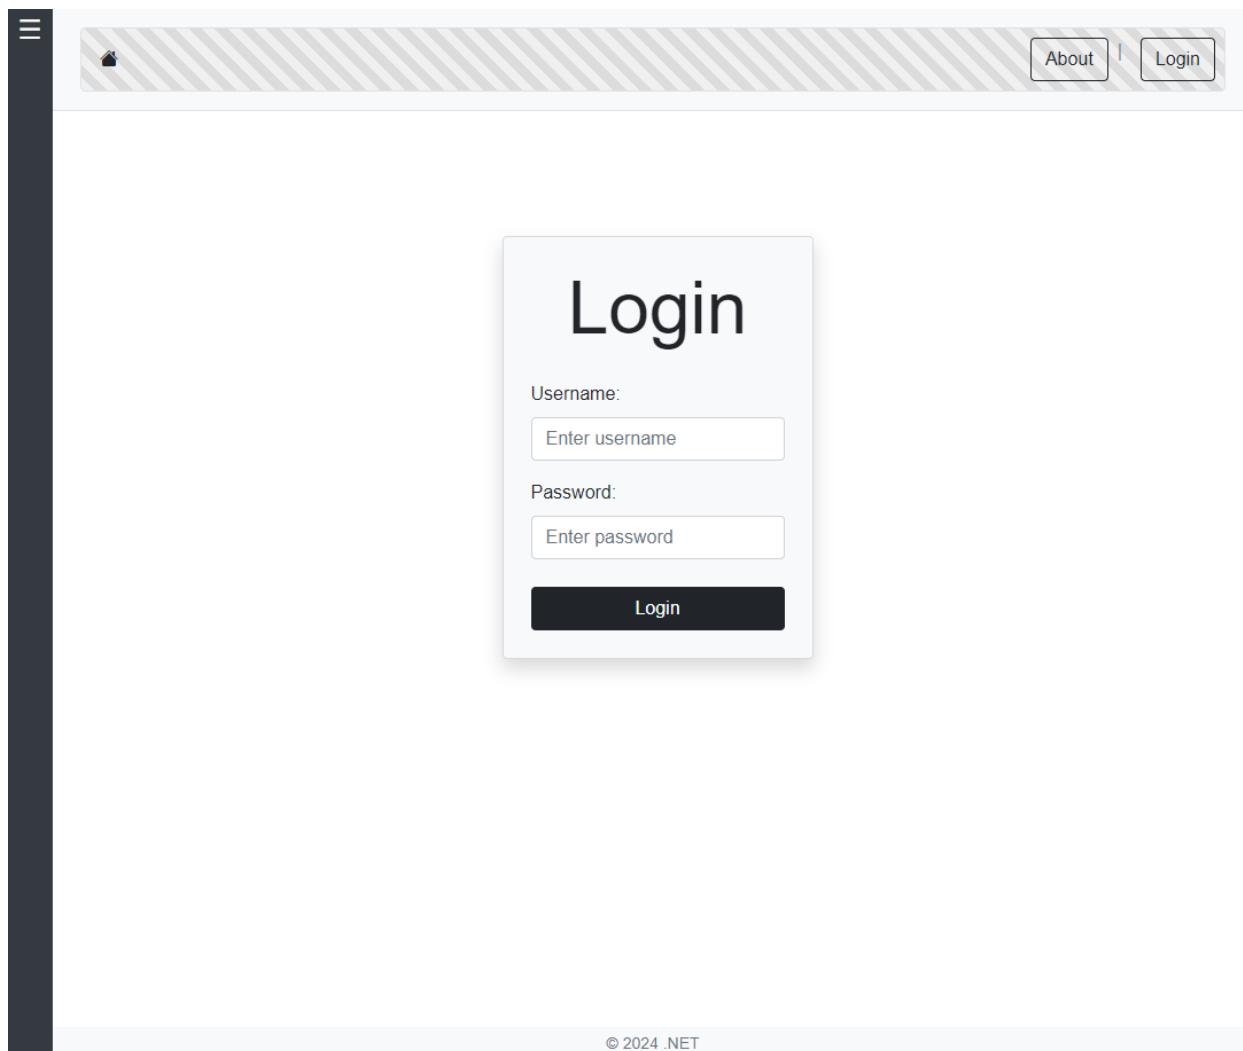 About | Login
Login
Username:
Enter username
Password:
Enter password
Login
© 2024 .NET